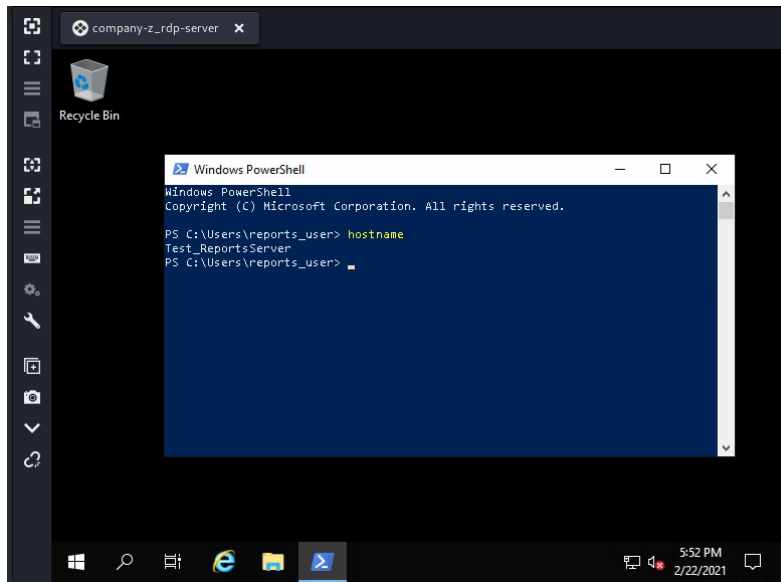 company-z_rdp-server
Recycle Bin
Windows PowerShell
Windows PowerShell
Copyright (C) Microsoft Corporation. All rights reserved.
PS C:\Users\reports_user> hostname
Test_ReportsServer
PS C:\Users\reports_user>
5:52 PM
2/22/2021